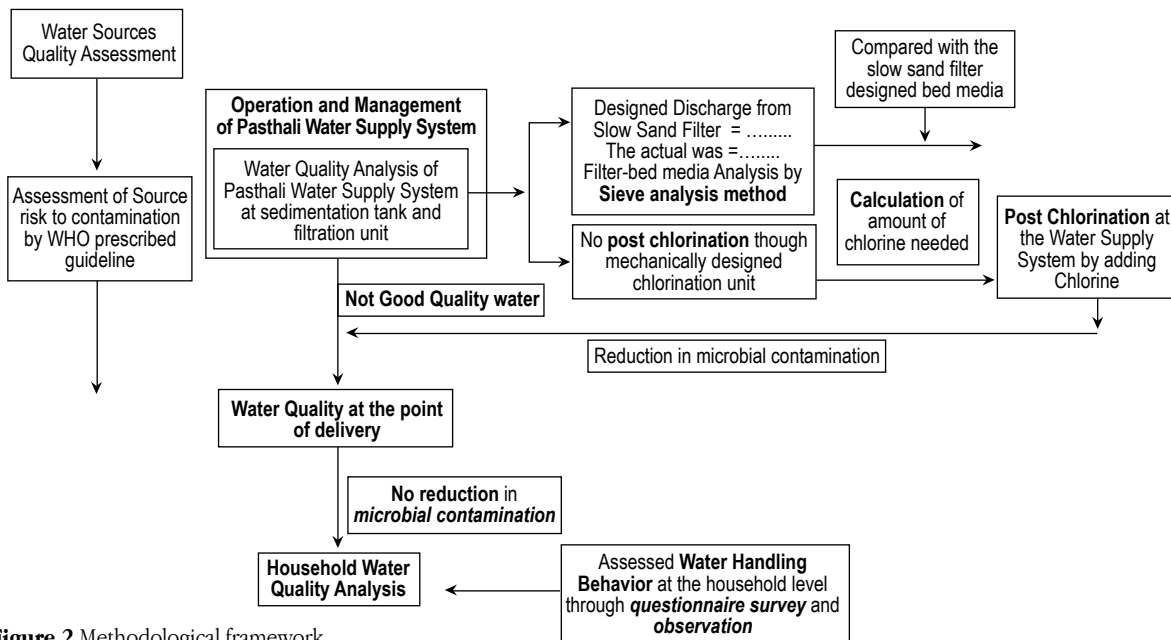 Water Sources
Quality Assessment
Assessment of Source
risk to contamination
by WHO prescribed
guideline
Operation and Management
of Pasthali Water Supply System
Water Quality Analysis of
Pasthali Water Supply System
at sedimentation tank and
filtration unit
Designed Discharge from
Slow Sand Filter = ….....
The actual was =….....
Filter-bed media Analysis by
Sieve analysis method
Compared with the
slow sand filter
designed bed media
No post chlorination though
mechanically designed
chlorination unit
Calculation of
amount of
chlorine needed
Post Chlorination at
the Water Supply
System by adding
Chlorine
Not Good Quality water
Reduction in microbial contamination
Water Quality at the point
of delivery
No reduction in
microbial contamination
Household Water
Quality Analysis
Assessed Water Handling
Behavior at the household level
through questionnaire survey and
observation
Figure 2 Methodological framework